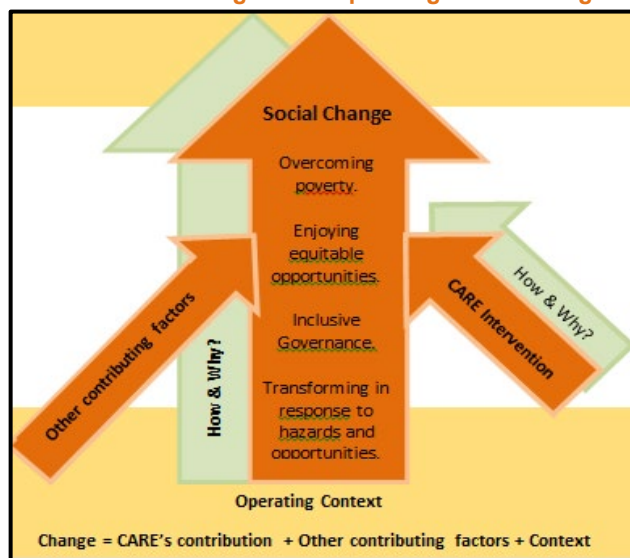 Social Change
Overcoming
poverty.
Enjoying
equitable
opportunities.
Inclusive
Governance.
Transforming in
response to
hazards and
opportunities.
Other contributing factors
How & Why?
CARE Intervention
How & Why?
Operating Context
Change = CARE's contribution + Other contributing factors + Context